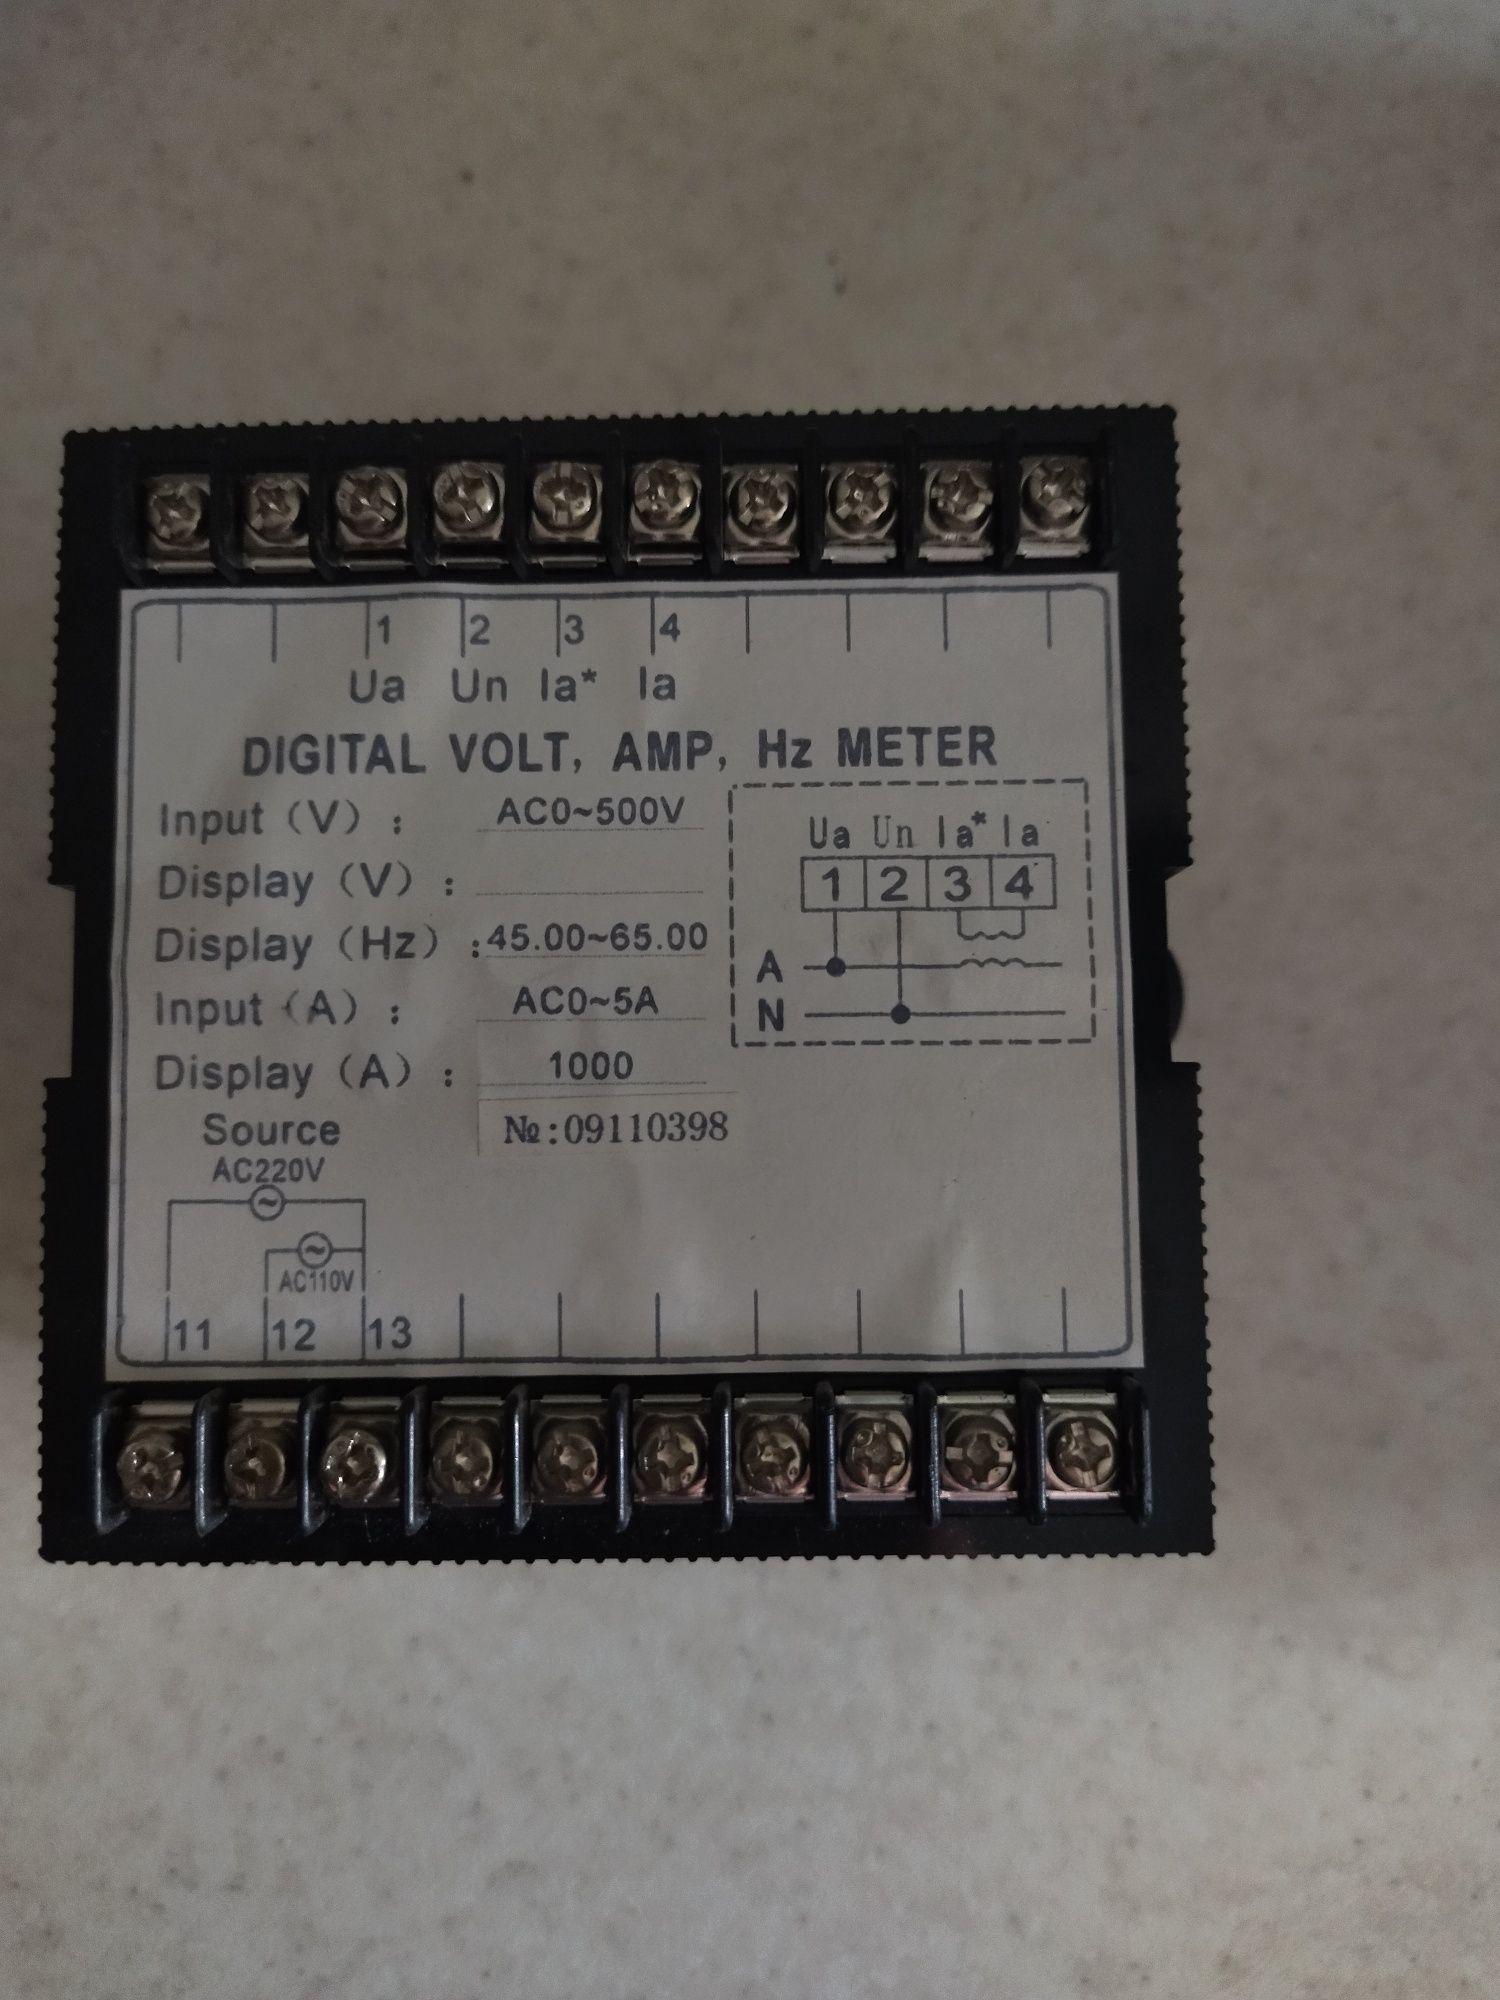 1 2 3 4
Ua Un Ia* Ia
DIGITAL VOLT, AMP, Hz METER
Input (V) : AC0~500V
Display (V) :
Display (Hz) : 45.00~65.00
Input (A) : AC0~5A
Display (A) : 1000
№:09110398
Ua Un Ia* Ia
1 2 3 4
A
N
Source
AC220V
~
~
AC110V
11 12 13